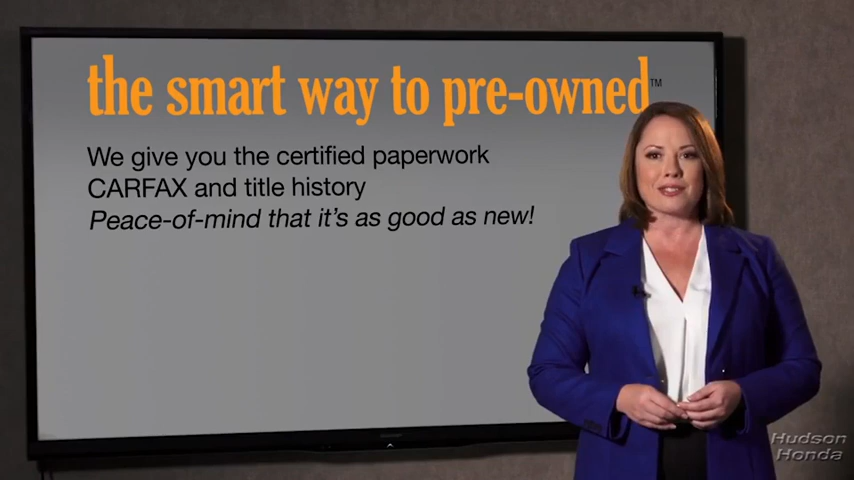 the smart way to pre-owned™
We give you the certified paperwork
CARFAX and title history
Peace-of-mind that it's as good as new!
Hudson
Honda